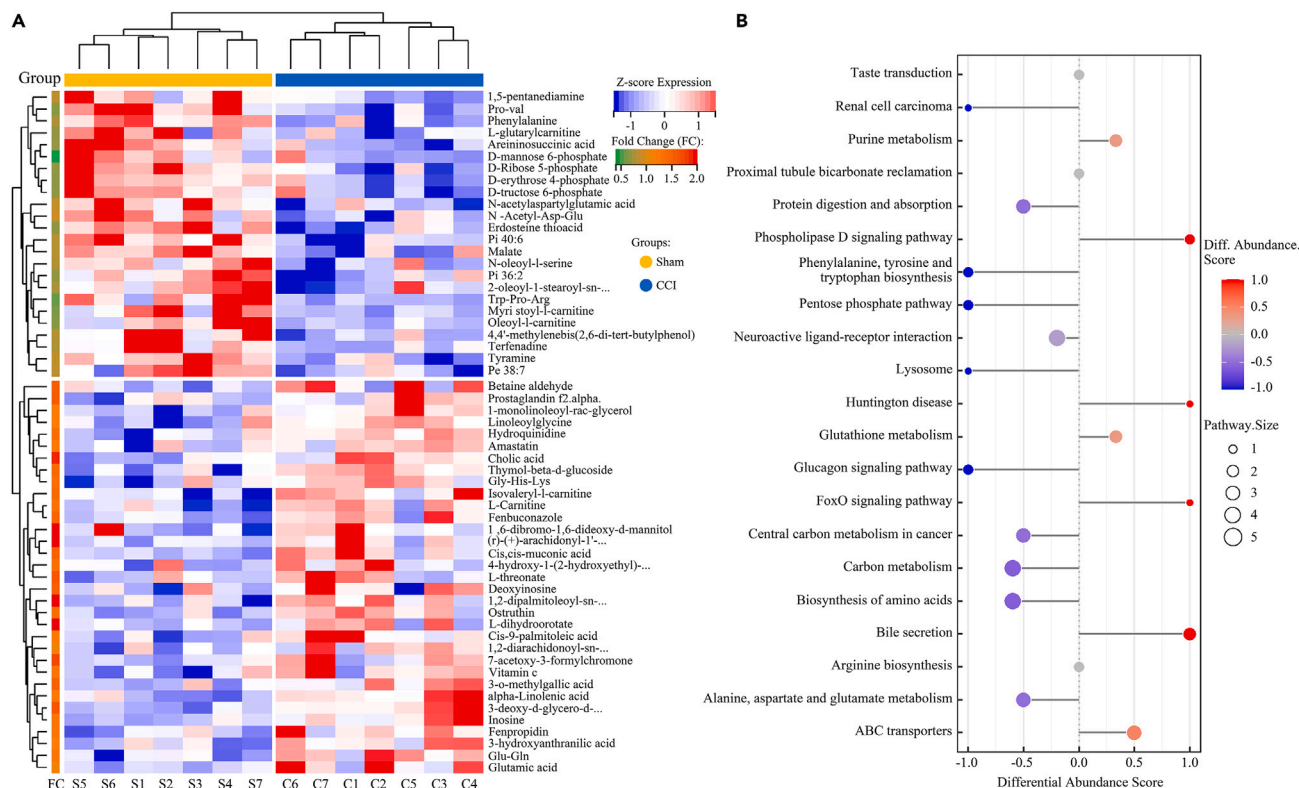 A
Group
1,5-pentanediamine
Pro-val
Phenylalanine
L-glutarylcarnitine
Areininosuccinic acid
D-mannose 6-phosphate
D-Ribose 5-phosphate
D-erythrose 4-phosphate
D-tructose 6-phosphate
N-acetylaspartylglutamic acid
N -Acetyl-Asp-Glu
Erdosteine thioacid
Pi 40:6
Malate
N-oleoyl-l-serine
Pi 36:2
2-oleoyl-1-stearoyl-sn-...
Trp-Pro-Arg
Myri stoyl-l-carnitine
Oleoyl-l-carnitine
4,4'-methylenebis(2,6-di-tert-butylphenol)
Terfenadine
Tyramine
Pe 38:7
Betaine aldehyde
Prostaglandin f2.alpha.
1-monolinoleoyl-rac-glycerol
Linoleoylglycine
Hydroquinidine
Amastatin
Cholic acid
Thymol-beta-d-glucoside
Gly-His-Lys
Isovaleryl-l-carnitine
L-Carnitine
Fenbuconazole
1 ,6-dibromo-1,6-dideoxy-d-mannitol
(r)-(+)-arachidonyl-1'-...
Cis,cis-muconic acid
4-hydroxy-1-(2-hydroxyethyl)-...
L-threonate
Deoxyinosine
1,2-dipalmitoleoyl-sn-...
Ostruthin
L-dihydroorotate
Cis-9-palmitoleic acid
1,2-diarachidonoyl-sn-...
7-acetoxy-3-formylchromone
Vitamin c
3-o-methylgallic acid
alpha-Linolenic acid
3-deoxy-d-glycero-d-...
Inosine
Fenpropidin
3-hydroxyanthranilic acid
Glu-Gln
Glutamic acid
FC S5 S6 S1 S2 S3 S4 S7 C6 C7 C1 C2 C5 C3 C4
Z-score Expression
-1 0 1
Fold Change (FC):
0.5 1.0 2.0
Groups:
Sham
CCI
B
Taste transduction
Renal cell carcinoma
Purine metabolism
Proximal tubule bicarbonate reclamation
Protein digestion and absorption
Phospholipase D signaling pathway
Phenylalanine, tyrosine and
tryptophan biosynthesis
Pentose phosphate pathway
Neuroactive ligand-receptor interaction
Lysosome
Huntington disease
Glutathione metabolism
Glucagon signaling pathway
FoxO signaling pathway
Central carbon metabolism in cancer
Carbon metabolism
Biosynthesis of amino acids
Bile secretion
Arginine biosynthesis
Alanine, aspartate and glutamate metabolism
ABC transporters
-1.0 -0.5 0.0 0.5 1.0
Differential Abundance Score
Diff. Abundance.
Score
1.0
0.5
0.0
-0.5
-1.0
Pathway.Size
1
2
3
4
5